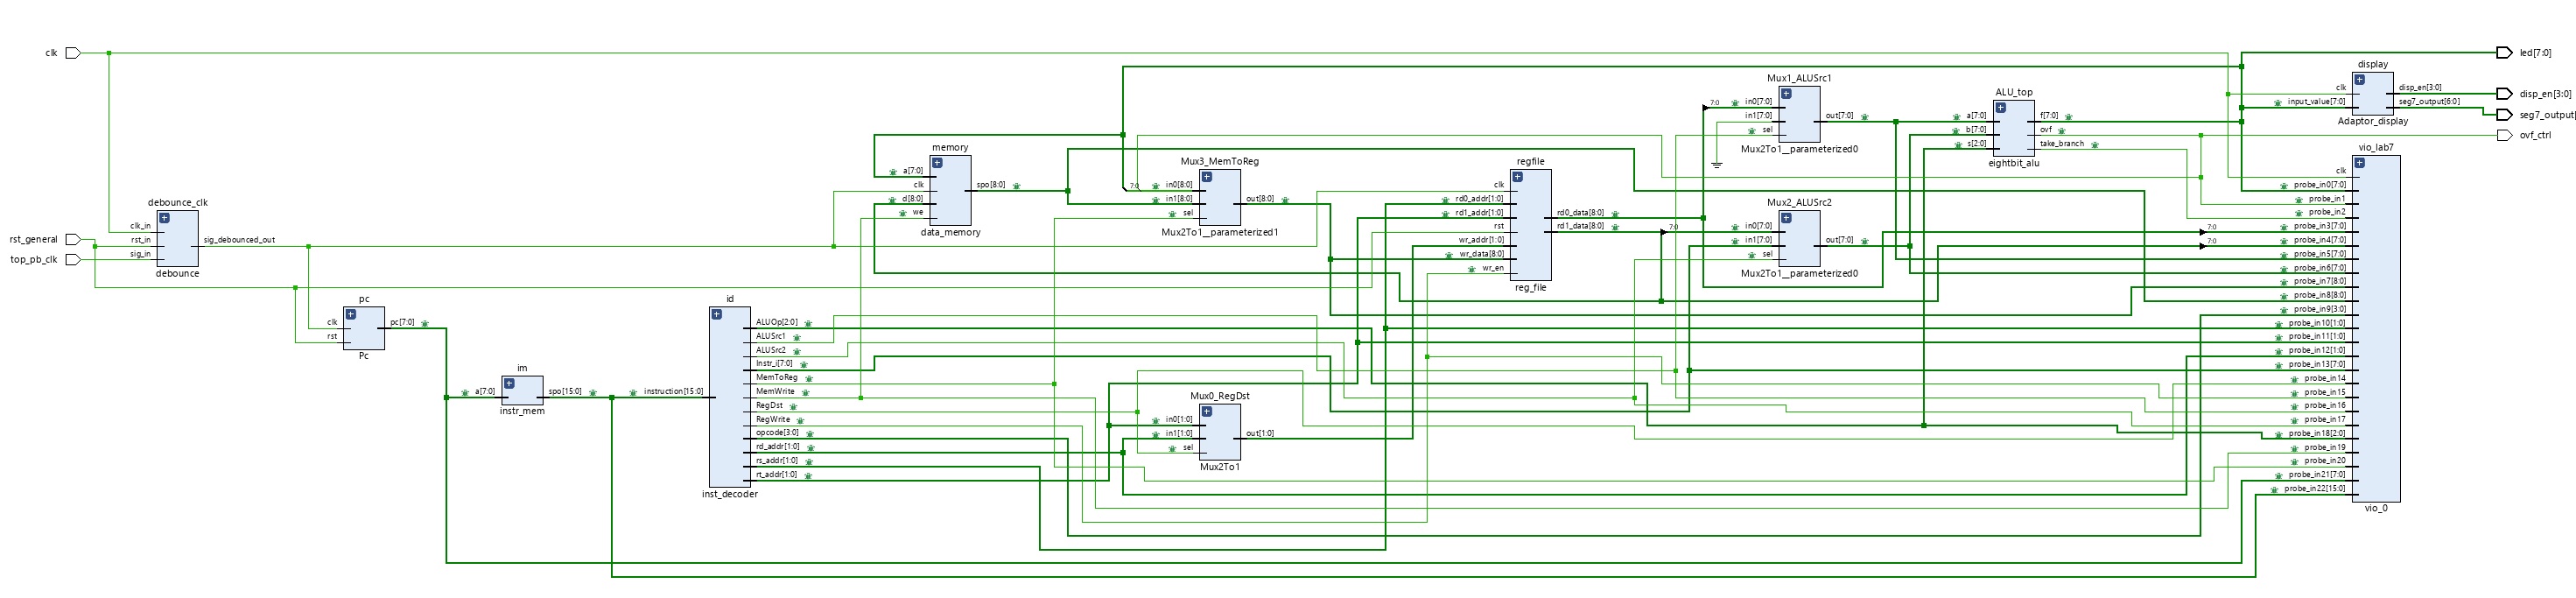 clk
rst_general
top_pb_clk
debounce_clk
clk_in
rst_in
sig_in
sig_debounced_out
debounce
pc
clk
rst
pc[7:0]
Pc
im
a[7:0]
spo[15:0]
instr_mem
id
instruction[15:0]
ALUOp[2:0]
ALUSrc1
ALUSrc2
Instr_i[7:0]
MemToReg
MemWrite
RegDst
RegWrite
opcode[3:0]
rd_addr[1:0]
rs_addr[1:0]
rt_addr[1:0]
inst_decoder
memory
a[7:0]
clk
d[8:0]
we
spo[8:0]
data_memory
Mux3_MemToReg
7:0
in0[8:0]
in1[8:0]
sel
out[8:0]
Mux2To1__parameterized1
Mux0_RegDst
in0[1:0]
in1[1:0]
sel
out[1:0]
Mux2To1
regfile
clk
rd0_addr[1:0]
rd1_addr[1:0]
rst
wr_addr[1:0]
wr_data[8:0]
wr_en
rd0_data[8:0]
rd1_data[8:0]
reg_file
Mux1_ALUSrc1
7:0
in0[7:0]
in1[7:0]
sel
out[7:0]
Mux2To1__parameterized0
Mux2_ALUSrc2
7:0
in0[7:0]
in1[7:0]
sel
out[7:0]
Mux2To1__parameterized0
ALU_top
a[7:0]
b[7:0]
s[2:0]
f[7:0]
ovf
take_branch
eightbit_alu
display
clk
input_value[7:0]
disp_en[3:0]
seg7_output[6:0]
Adaptor_display
vio_lab7
clk
probe_in0[7:0]
probe_in1
probe_in2
7:0
probe_in3[7:0]
7:0
probe_in4[7:0]
probe_in5[7:0]
probe_in6[7:0]
probe_in7[8:0]
probe_in8[8:0]
probe_in9[3:0]
probe_in10[1:0]
probe_in11[1:0]
probe_in12[1:0]
probe_in13[7:0]
probe_in14
probe_in15
probe_in16
probe_in17
probe_in18[2:0]
probe_in19
probe_in20
probe_in21[7:0]
probe_in22[15:0]
vio_0
led[7:0]
disp_en[3:0]
seg7_output[
ovf_ctrl